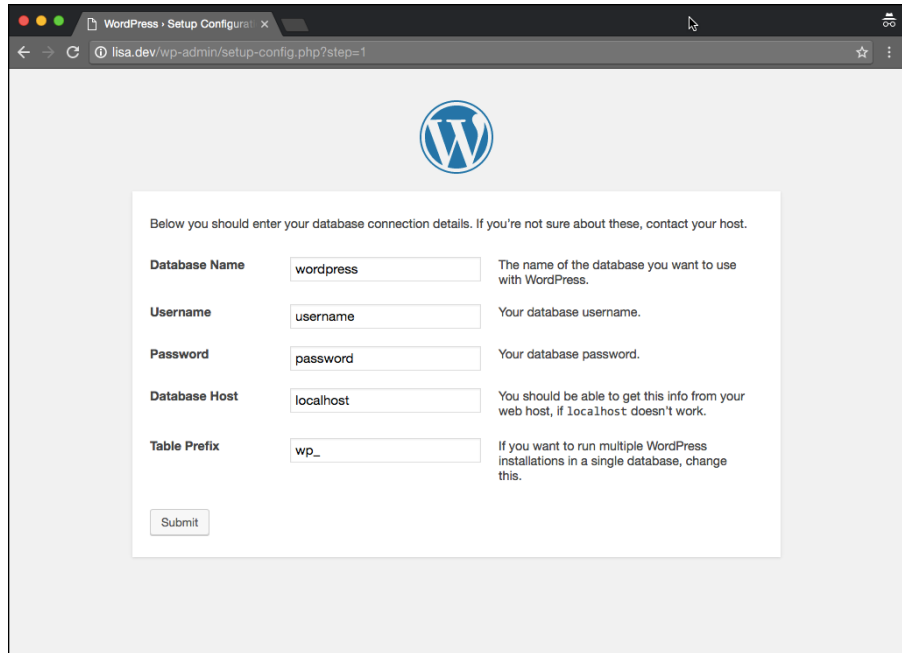 WordPress › Setup Configurati
lisa.dev/wp-admin/setup-config.php?step=1
Below you should enter your database connection details. If you're not sure about these, contact your host.
Database Name
wordpress
The name of the database you want to use
with WordPress.
Username
username
Your database username.
Password
password
Your database password.
Database Host
localhost
You should be able to get this info from your
web host, if localhost doesn't work.
Table Prefix
wp_
If you want to run multiple WordPress
installations in a single database, change
this.
Submit